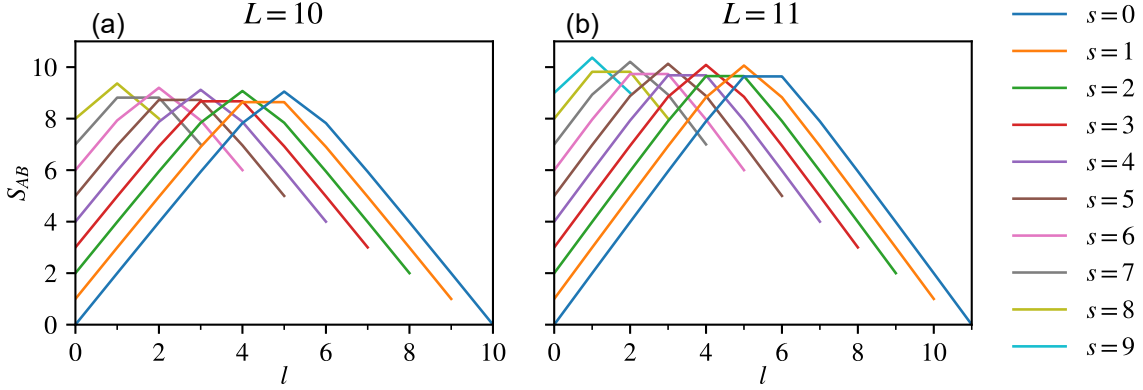 (a) L = 10
(b) L = 11
S_AB
10
8
6
4
2
0
0 2 4 6 8 10
l
0 2 4 6 8 10
l
s = 0
s = 1
s = 2
s = 3
s = 4
s = 5
s = 6
s = 7
s = 8
s = 9